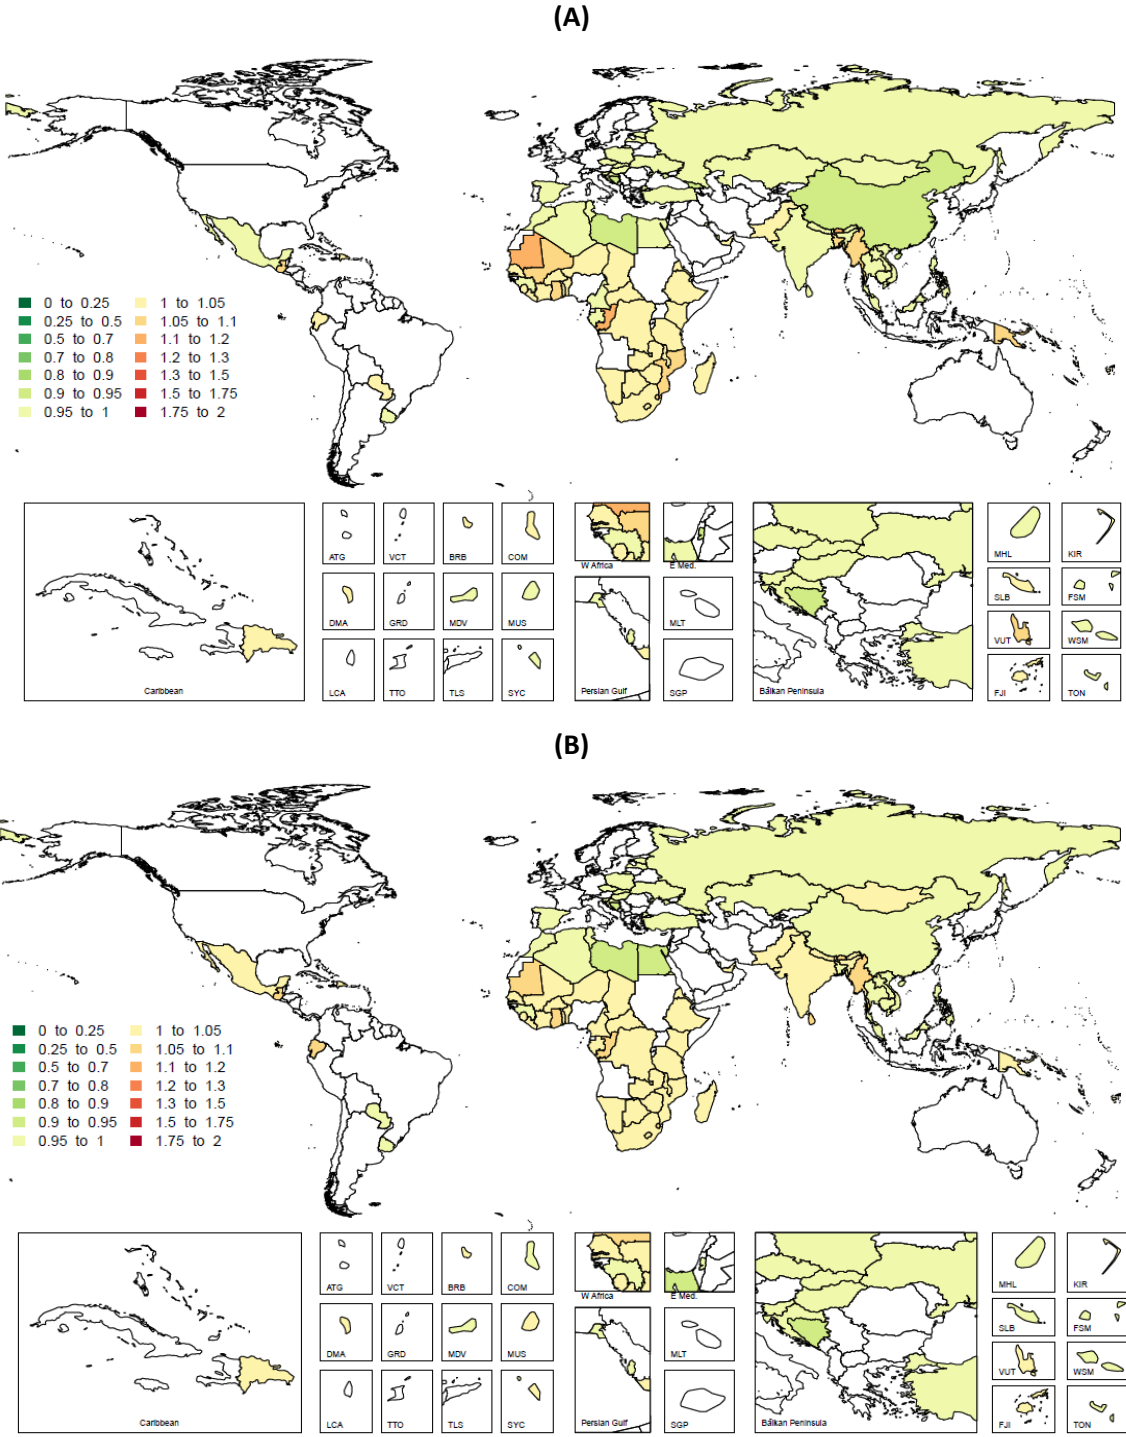 (A)
0 to 0.25
1 to 1.05
0.25 to 0.5
1.05 to 1.1
0.5 to 0.7
1.1 to 1.2
0.7 to 0.8
1.2 to 1.3
0.8 to 0.9
1.3 to 1.5
0.9 to 0.95
1.5 to 1.75
0.95 to 1
1.75 to 2
Caribbean
ATG
VCT
BRB
COM
DMA
GRD
MDV
MUS
LCA
TTO
TLS
SYC
W Africa
E Med.
Persian Gulf
MLT
SGP
Balkan Peninsula
MHL
KIR
SLB
FSM
VUT
WSM
FJI
TON
(B)
0 to 0.25
1 to 1.05
0.25 to 0.5
1.05 to 1.1
0.5 to 0.7
1.1 to 1.2
0.7 to 0.8
1.2 to 1.3
0.8 to 0.9
1.3 to 1.5
0.9 to 0.95
1.5 to 1.75
0.95 to 1
1.75 to 2
Caribbean
ATG
VCT
BRB
COM
DMA
GRD
MDV
MUS
LCA
TTO
TLS
SYC
W Africa
E Med.
Persian Gulf
MLT
SGP
Balkan Peninsula
MHL
KIR
SLB
FSM
VUT
WSM
FJI
TON